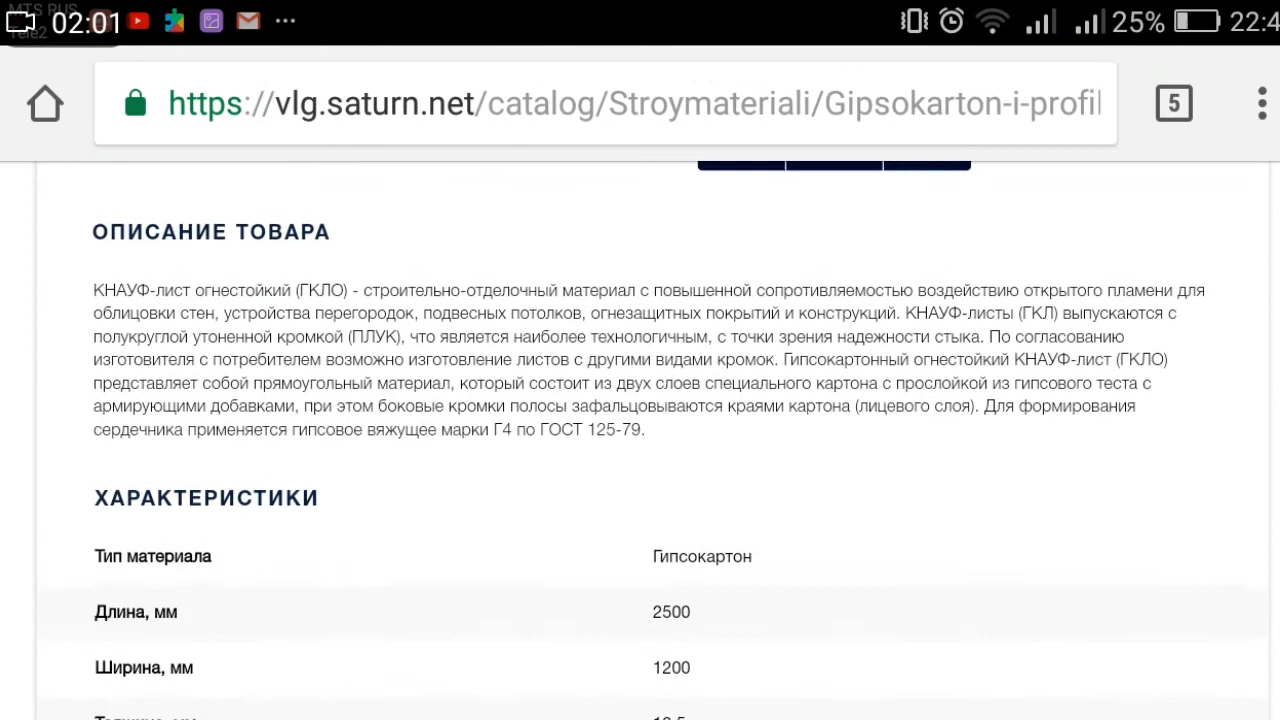 MTS RUS
Tele2
02:01
25%
22:4
https://vlg.saturn.net/catalog/Stroymateriali/Gipsokarton-i-profil
5
ОПИСАНИЕ ТОВАРА
КНАУФ-лист огнестойкий (ГКЛО) - строительно-отделочный материал с повышенной сопротивляемостью воздействию открытого пламени для
облицовки стен, устройства перегородок, подвесных потолков, огнезащитных покрытий и конструкций. КНАУФ-листы (ГКЛ) выпускаются с
полукруглой утоненной кромкой (ПЛУК), что является наиболее технологичным, с точки зрения надежности стыка. По согласованию
изготовителя с потребителем возможно изготовление листов с другими видами кромок. Гипсокартонный огнестойкий КНАУФ-лист (ГКЛО)
представляет собой прямоугольный материал, который состоит из двух слоев специального картона с прослойкой из гипсового теста с
армирующими добавками, при этом боковые кромки полосы зафальцовываются краями картона (лицевого слоя). Для формирования
сердечника применяется гипсовое вяжущее марки Г4 по ГОСТ 125-79.
ХАРАКТЕРИСТИКИ
Тип материала Гипсокартон
Длина, мм 2500
Ширина, мм 1200